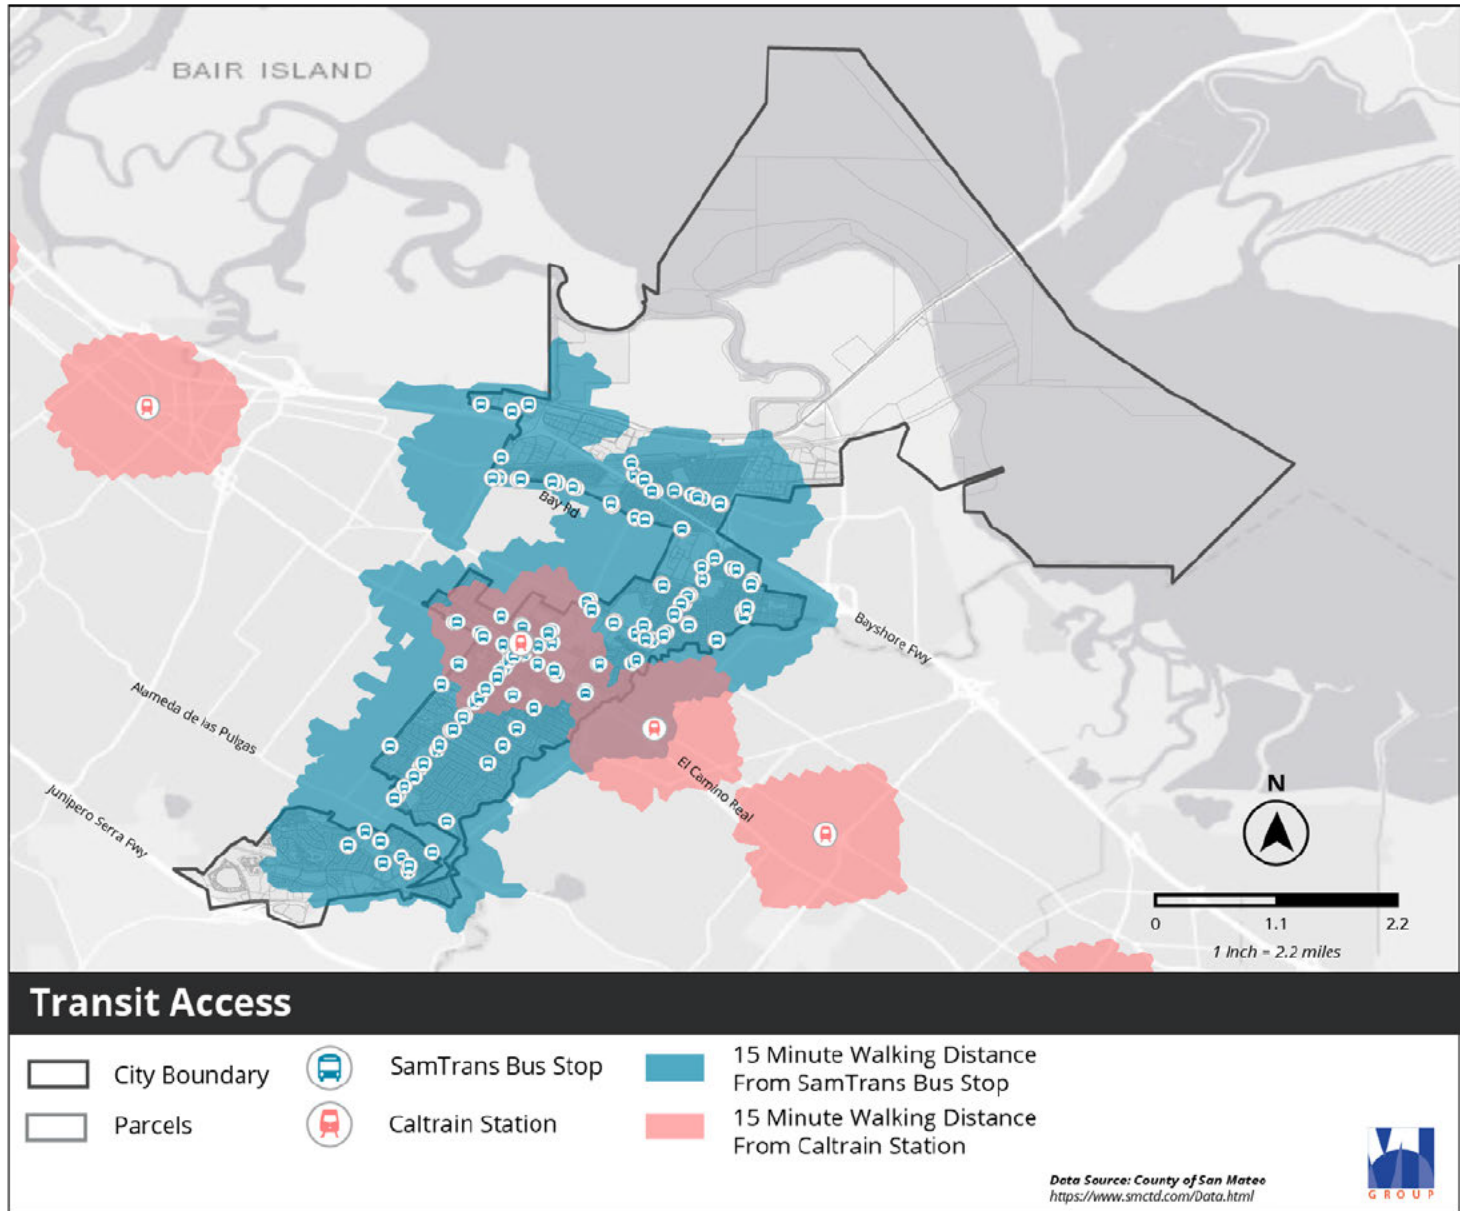 BAIR ISLAND
Bay Rd
Bayshore Fwy
Alameda de las Pulgas
El Camino Real
Junipero Serra Fwy
N
0 1.1 2.2
1 Inch = 2.2 miles
Transit Access
City Boundary
Parcels
SamTrans Bus Stop
Caltrain Station
15 Minute Walking Distance
From SamTrans Bus Stop
15 Minute Walking Distance
From Caltrain Station
Data Source: County of San Mateo
https://www.smctd.com/Data.html
GROUP